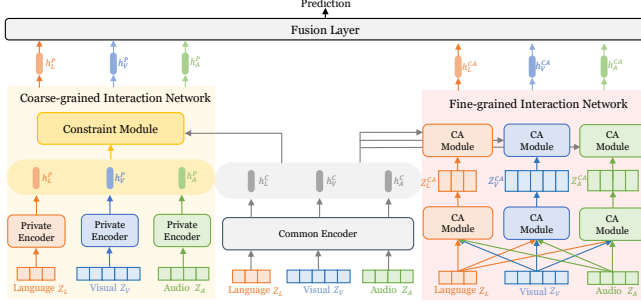 Prediction
Fusion Layer
h_L^P
h_V^P
h_A^P
h_L^CA
h_V^CA
h_A^CA
Coarse-grained Interaction Network
Fine-grained Interaction Network
Constraint Module
CA Module
CA Module
CA Module
h_L^P
h_V^P
h_A^P
h_L^C
h_V^C
h_A^C
Z_L^CA
Z_V^CA
Z_A^CA
Private Encoder
Private Encoder
Private Encoder
Common Encoder
CA Module
CA Module
CA Module
Language Z_L
Visual Z_V
Audio Z_A
Language Z_L
Visual Z_V
Audio Z_A
Language Z_L
Visual Z_V
Audio Z_A